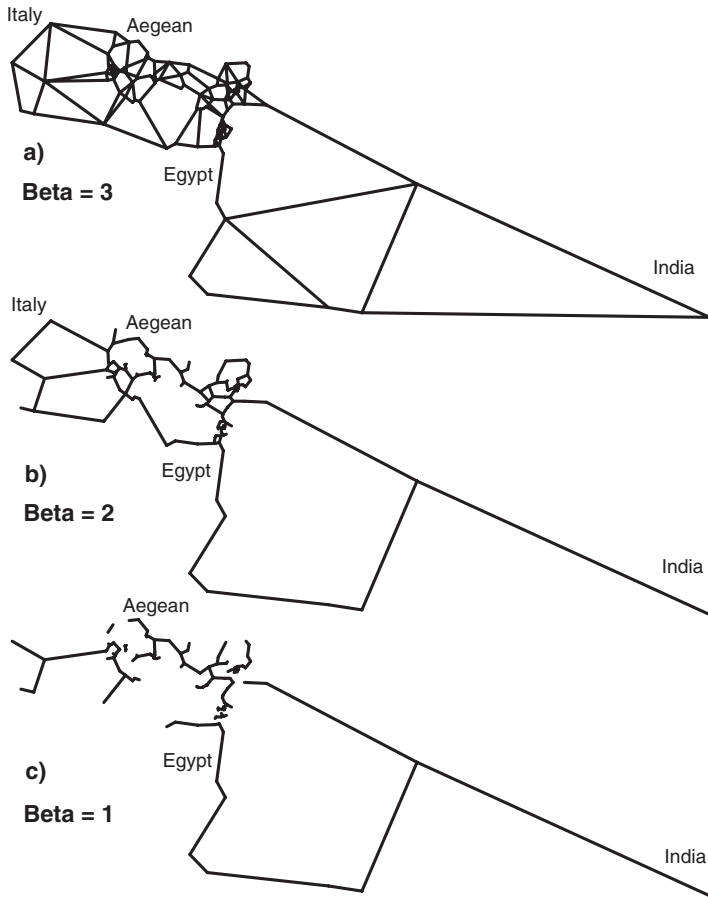 Italy
Aegean
a)
Egypt
Beta = 3
India
Italy
Aegean
b)
Egypt
Beta = 2
India
Aegean
Egypt
c)
Beta = 1
India